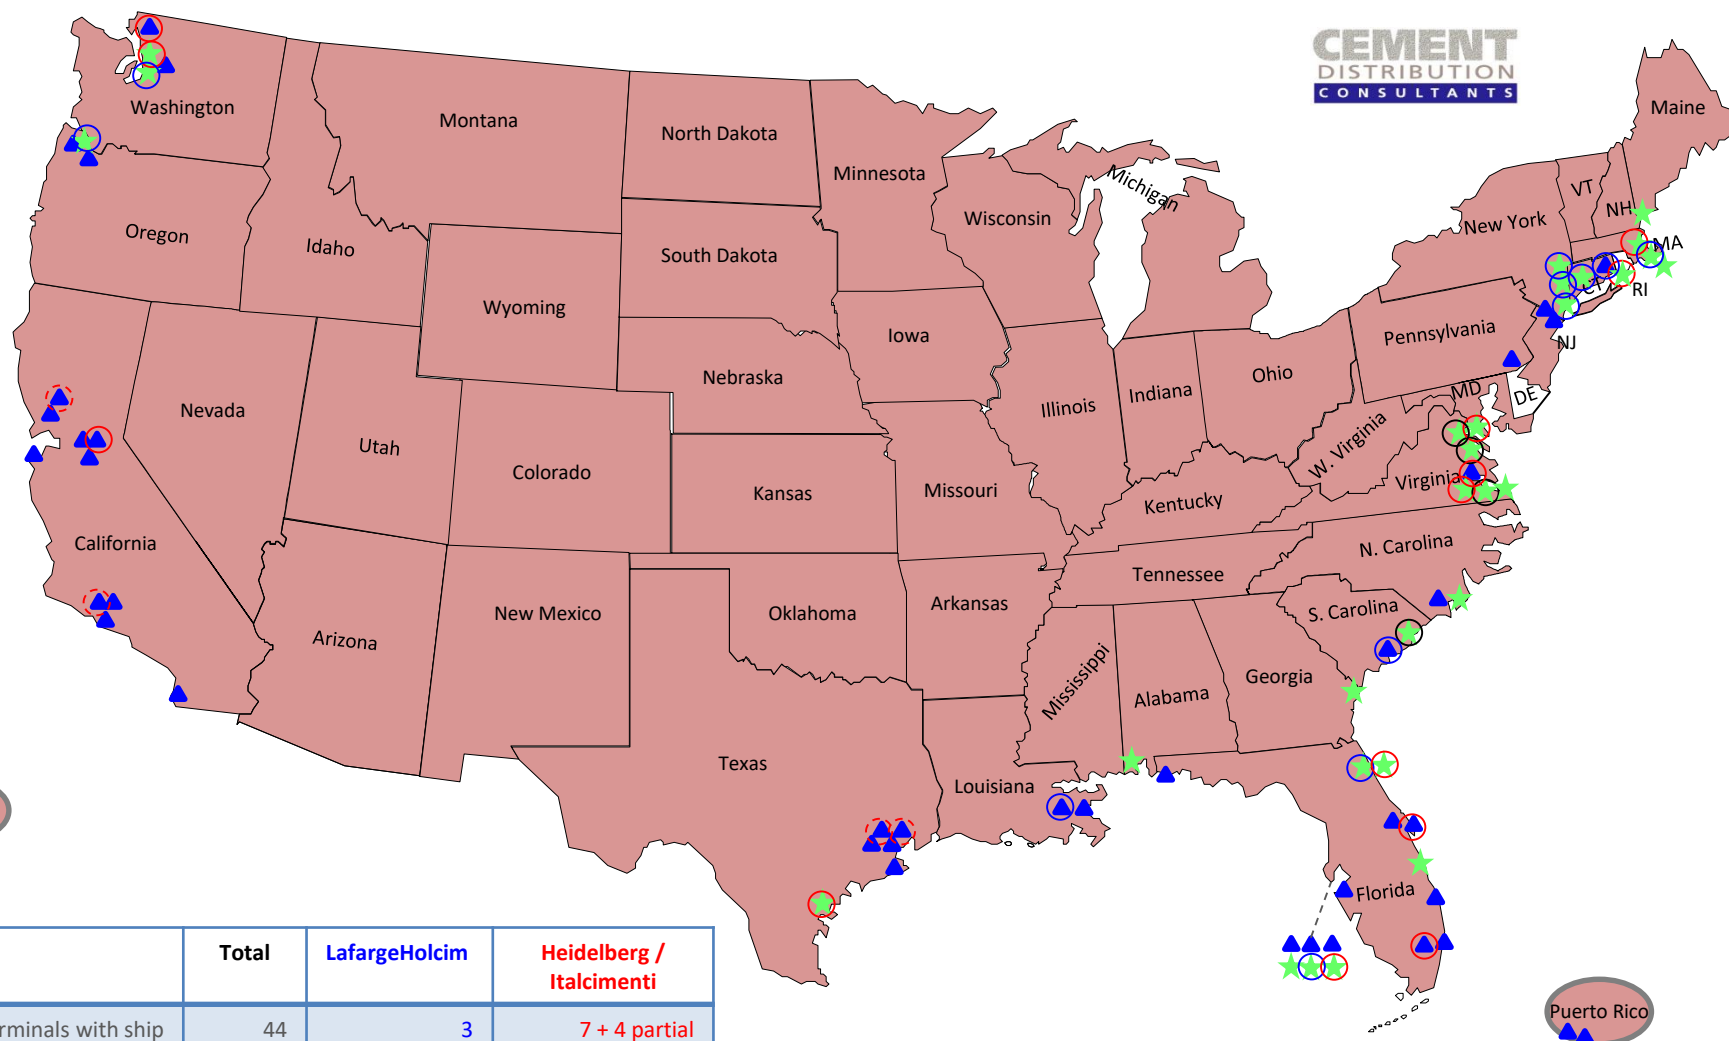 CEMENT
DISTRIBUTION
CONSULTANTS
Washington
Montana
North Dakota
Minnesota
Michigan
Maine
VT
NH
New York
MA
Wisconsin
Oregon
Idaho
South Dakota
CT
RI
Wyoming
Iowa
Pennsylvania
NJ
Nebraska
Illinois
Indiana
Ohio
MD
DE
Nevada
Utah
Colorado
Kansas
Missouri
W. Virginia
Virginia
Kentucky
California
N. Carolina
Tennessee
Arizona
New Mexico
Oklahoma
Arkansas
S. Carolina
Mississippi
Alabama
Georgia
Texas
Louisiana
Florida
Puerto Rico
Total LafargeHolcim Heidelberg /
Italcimenti
rminals with ship 44 3 7 + 4 partial